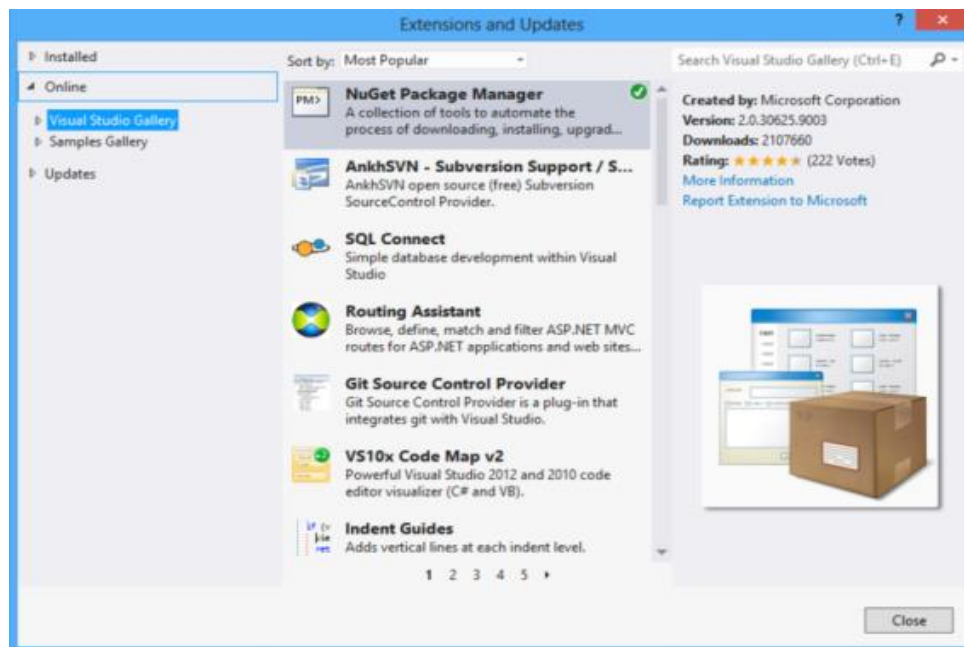 Extensions and Updates
?
Installed
Online
Visual Studio Gallery
Samples Gallery
Updates
Sort by: Most Popular
NuGet Package Manager
A collection of tools to automate the
process of downloading, installing, upgrad...
AnkhSVN - Subversion Support / S...
AnkhSVN open source (free) Subversion
SourceControl Provider.
SQL Connect
Simple database development within Visual
Studio
Routing Assistant
Browse, define, match and filter ASP.NET MVC
routes for ASP.NET applications and web sites...
Git Source Control Provider
Git Source Control Provider is a plug-in that
integrates git with Visual Studio.
VS10x Code Map v2
Powerful Visual Studio 2012 and 2010 code
editor visualizer (C# and VB).
Indent Guides
Adds vertical lines at each indent level.
1 2 3 4 5
Search Visual Studio Gallery (Ctrl+E)
Created by: Microsoft Corporation
Version: 2.0.30625.9003
Downloads: 2107660
Rating: (222 Votes)
More Information
Report Extension to Microsoft
PM>
Close